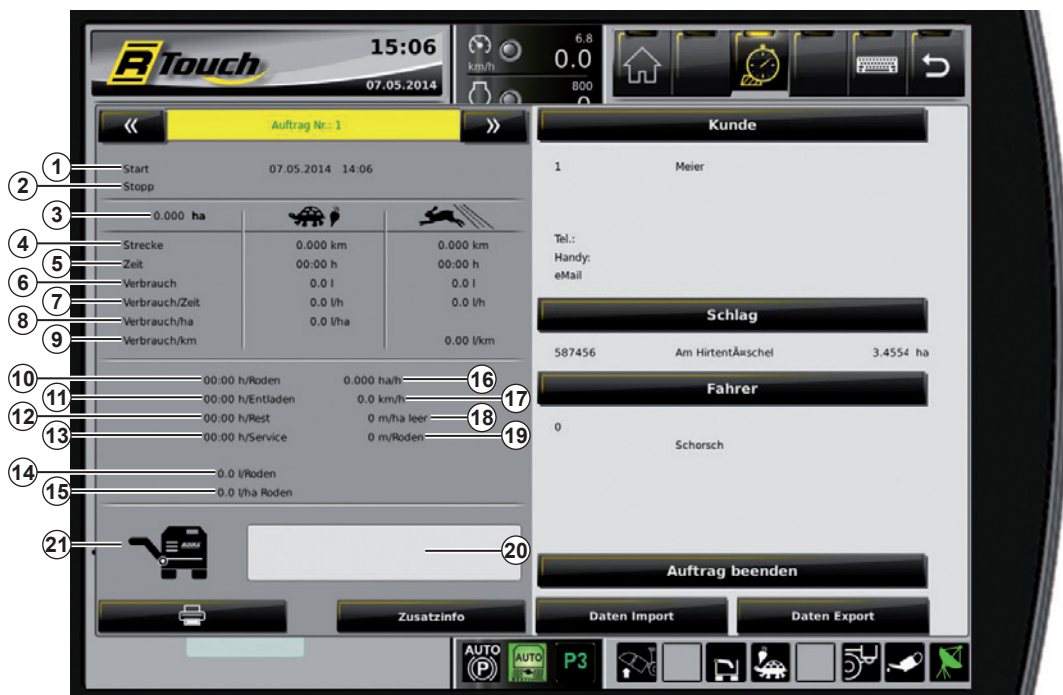 R Touch
15:06
07.05.2014
km/h
6.8
0.0
800
« Auftrag Nr.: 1 »
1 Start 07.05.2014 14:06
2 Stopp
3 0.000 ha
4 Strecke 0.000 km 0.000 km
5 Zeit 00:00 h 00:00 h
6 Verbrauch 0.0 l 0.0 l
7 Verbrauch/Zeit 0.0 l/h 0.0 l/h
8 Verbrauch/ha 0.0 l/ha
9 Verbrauch/km 0.00 l/km
10 00:00 h/Roden 0.000 ha/h 16
11 00:00 h/Entladen 0.0 km/h 17
12 00:00 h/Rest 0 m/ha leer 18
13 00:00 h/Service 0 m/Roden 19
14 0.0 l/Roden
15 0.0 l/ha Roden
21
20
Zusatzinfo
Kunde
1 Meier
Tel.:
Handy:
eMail
Schlag
587456 Am HirtentÃ¤schel 3.4554 ha
Fahrer
0
Schorsch
Auftrag beenden
Daten Import Daten Export
AUTO
(P)
AUTO
P3